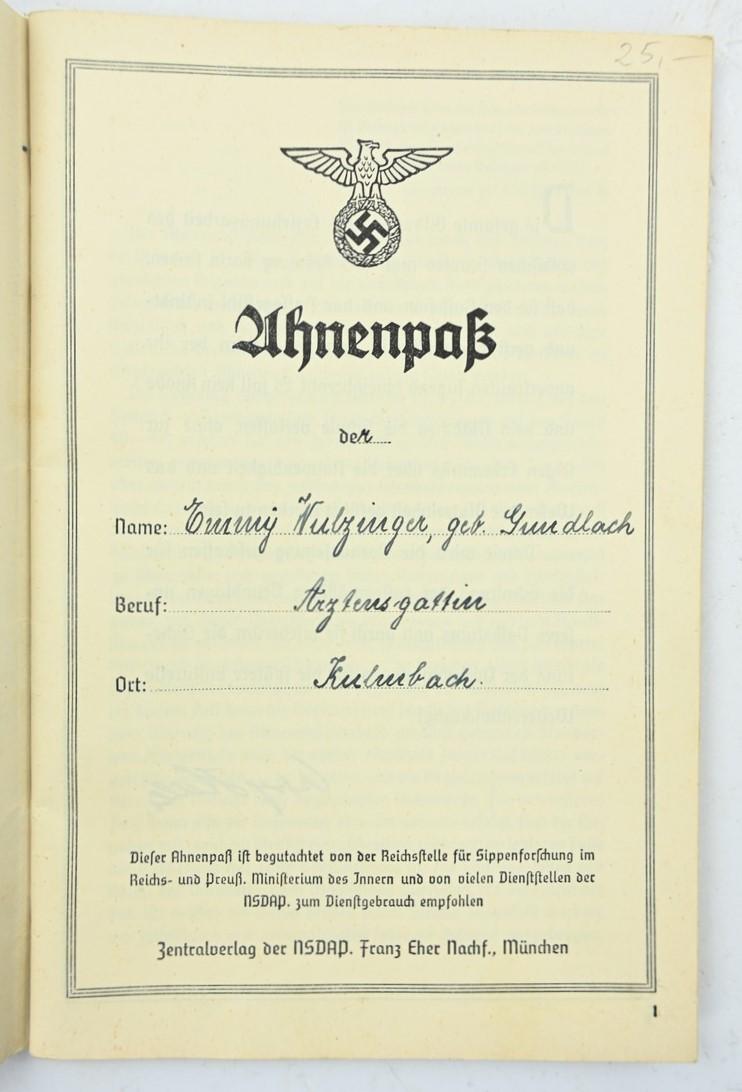 25,—
Ahnenpaß
der
Name: Emmy Wulzinger, geb. Gundlach
Beruf: Arztensgattin
Ort: Kulmbach.
Dieser Ahnenpaß ist begutachtet von der Reichsstelle für Sippenforschung im
Reichs- und Preuß. Ministerium des Innern und von vielen Dienststellen der
NSDAP. zum Dienstgebrauch empfohlen
Zentralverlag der NSDAP. Franz Eher Nachf., München
1